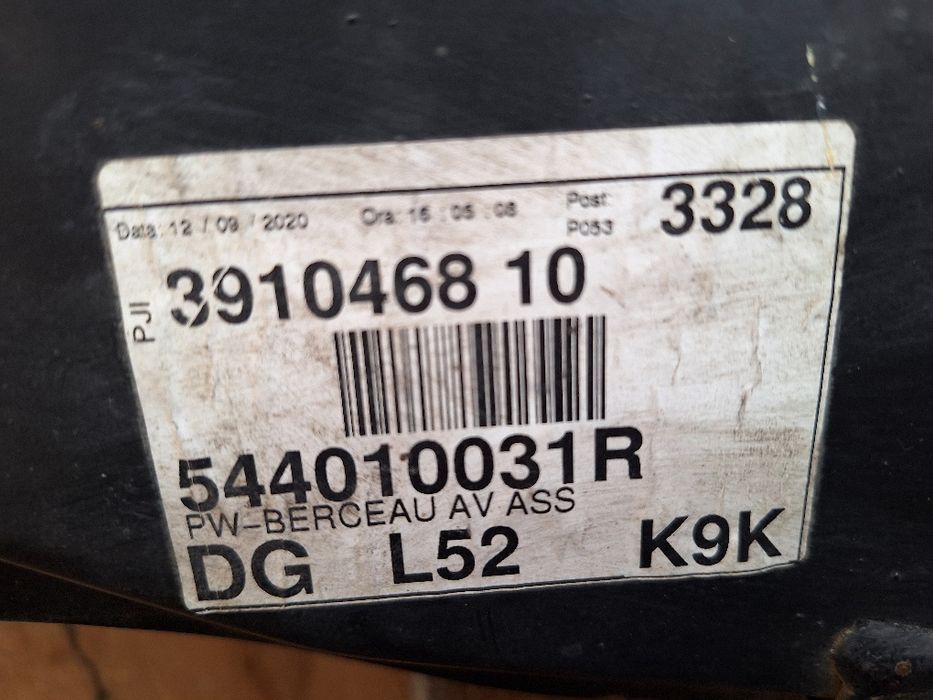 Data: 12 / 09 / 2020 Ora: 16 : 05 : 06 Post: 3328
P053
PJI 3910468 10
544010031R
PW-BERCEAU AV ASS
DG L52 K9K